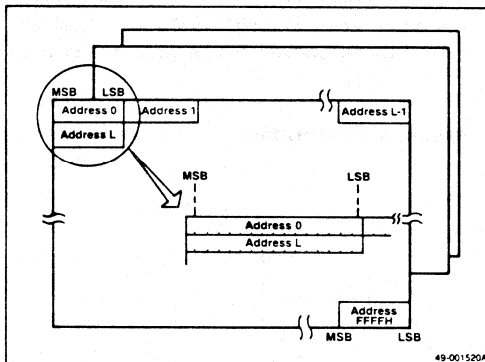 MSB LSB
Address 0 Address 1 Address L-1
Address L
MSB LSB
Address 0
Address L
Address
FFFFH
MSB LSB
49-001520A